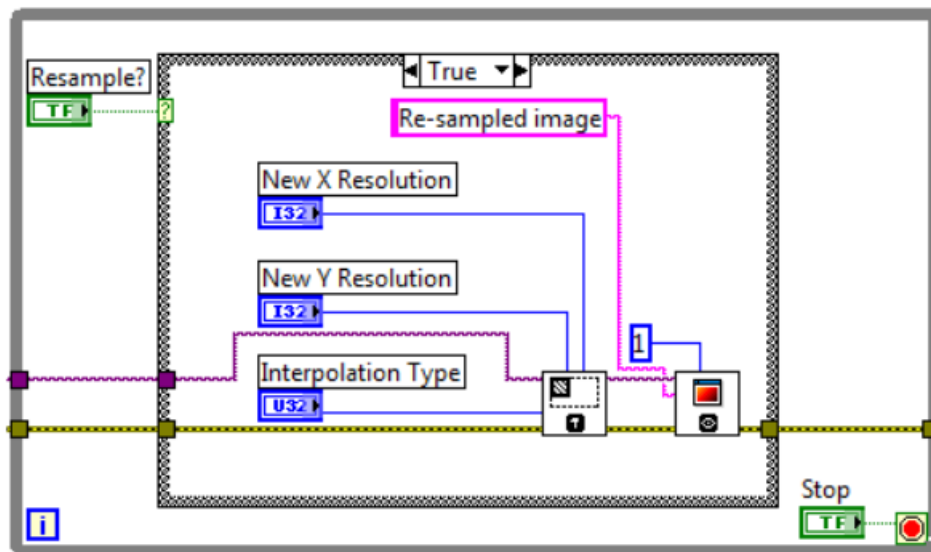 True
Resample?
TF
?
Re-sampled image
New X Resolution
I32
New Y Resolution
I32
1
Interpolation Type
U32
T
Stop
i
TF